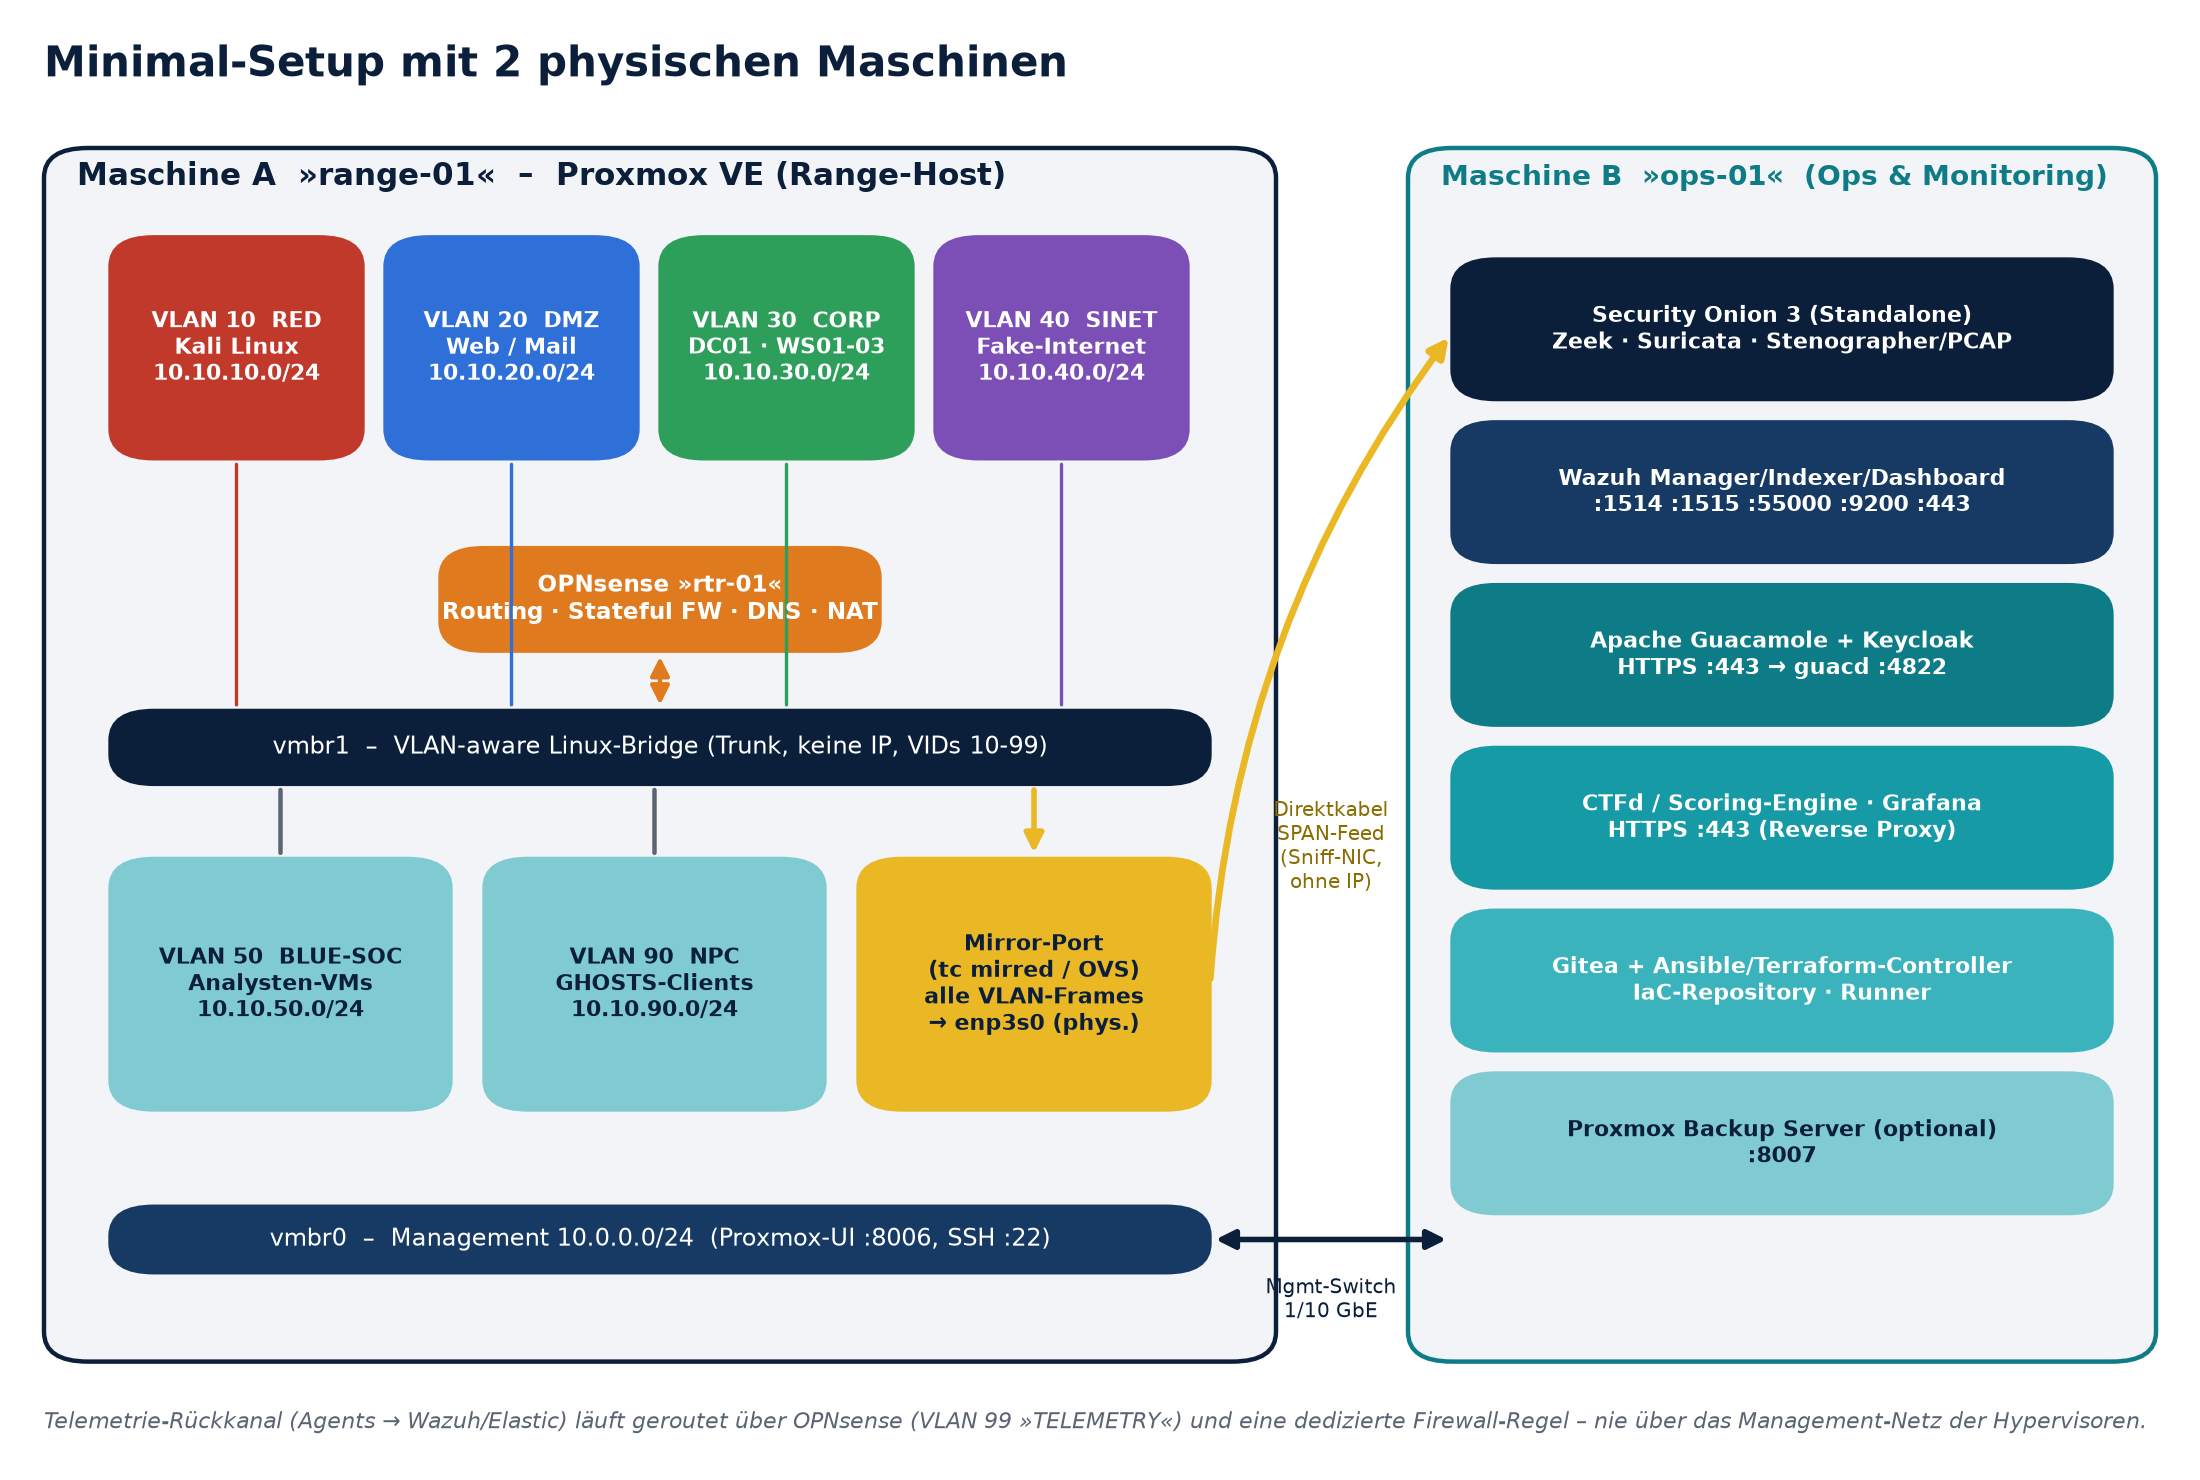 Minimal-Setup mit 2 physischen Maschinen
Maschine A »range-01« – Proxmox VE (Range-Host)
VLAN 10 RED
Kali Linux
10.10.10.0/24
VLAN 20 DMZ
Web / Mail
10.10.20.0/24
VLAN 30 CORP
DC01 · WS01-03
10.10.30.0/24
VLAN 40 SINET
Fake-Internet
10.10.40.0/24
OPNsense »rtr-01«
Routing · Stateful FW · DNS · NAT
vmbr1 – VLAN-aware Linux-Bridge (Trunk, keine IP, VIDs 10-99)
VLAN 50 BLUE-SOC
Analysten-VMs
10.10.50.0/24
VLAN 90 NPC
GHOSTS-Clients
10.10.90.0/24
Mirror-Port
(tc mirred / OVS)
alle VLAN-Frames
→ enp3s0 (phys.)
vmbr0 – Management 10.0.0.0/24 (Proxmox-UI :8006, SSH :22)
Direktkabel
SPAN-Feed
(Sniff-NIC,
ohne IP)
Mgmt-Switch
1/10 GbE
Maschine B »ops-01« (Ops & Monitoring)
Security Onion 3 (Standalone)
Zeek · Suricata · Stenographer/PCAP
Wazuh Manager/Indexer/Dashboard
:1514 :1515 :55000 :9200 :443
Apache Guacamole + Keycloak
HTTPS :443 → guacd :4822
CTFd / Scoring-Engine · Grafana
HTTPS :443 (Reverse Proxy)
Gitea + Ansible/Terraform-Controller
IaC-Repository · Runner
Proxmox Backup Server (optional)
:8007
Telemetrie-Rückkanal (Agents → Wazuh/Elastic) läuft geroutet über OPNsense (VLAN 99 »TELEMETRY«) und eine dedizierte Firewall-Regel – nie über das Management-Netz der Hypervisoren.